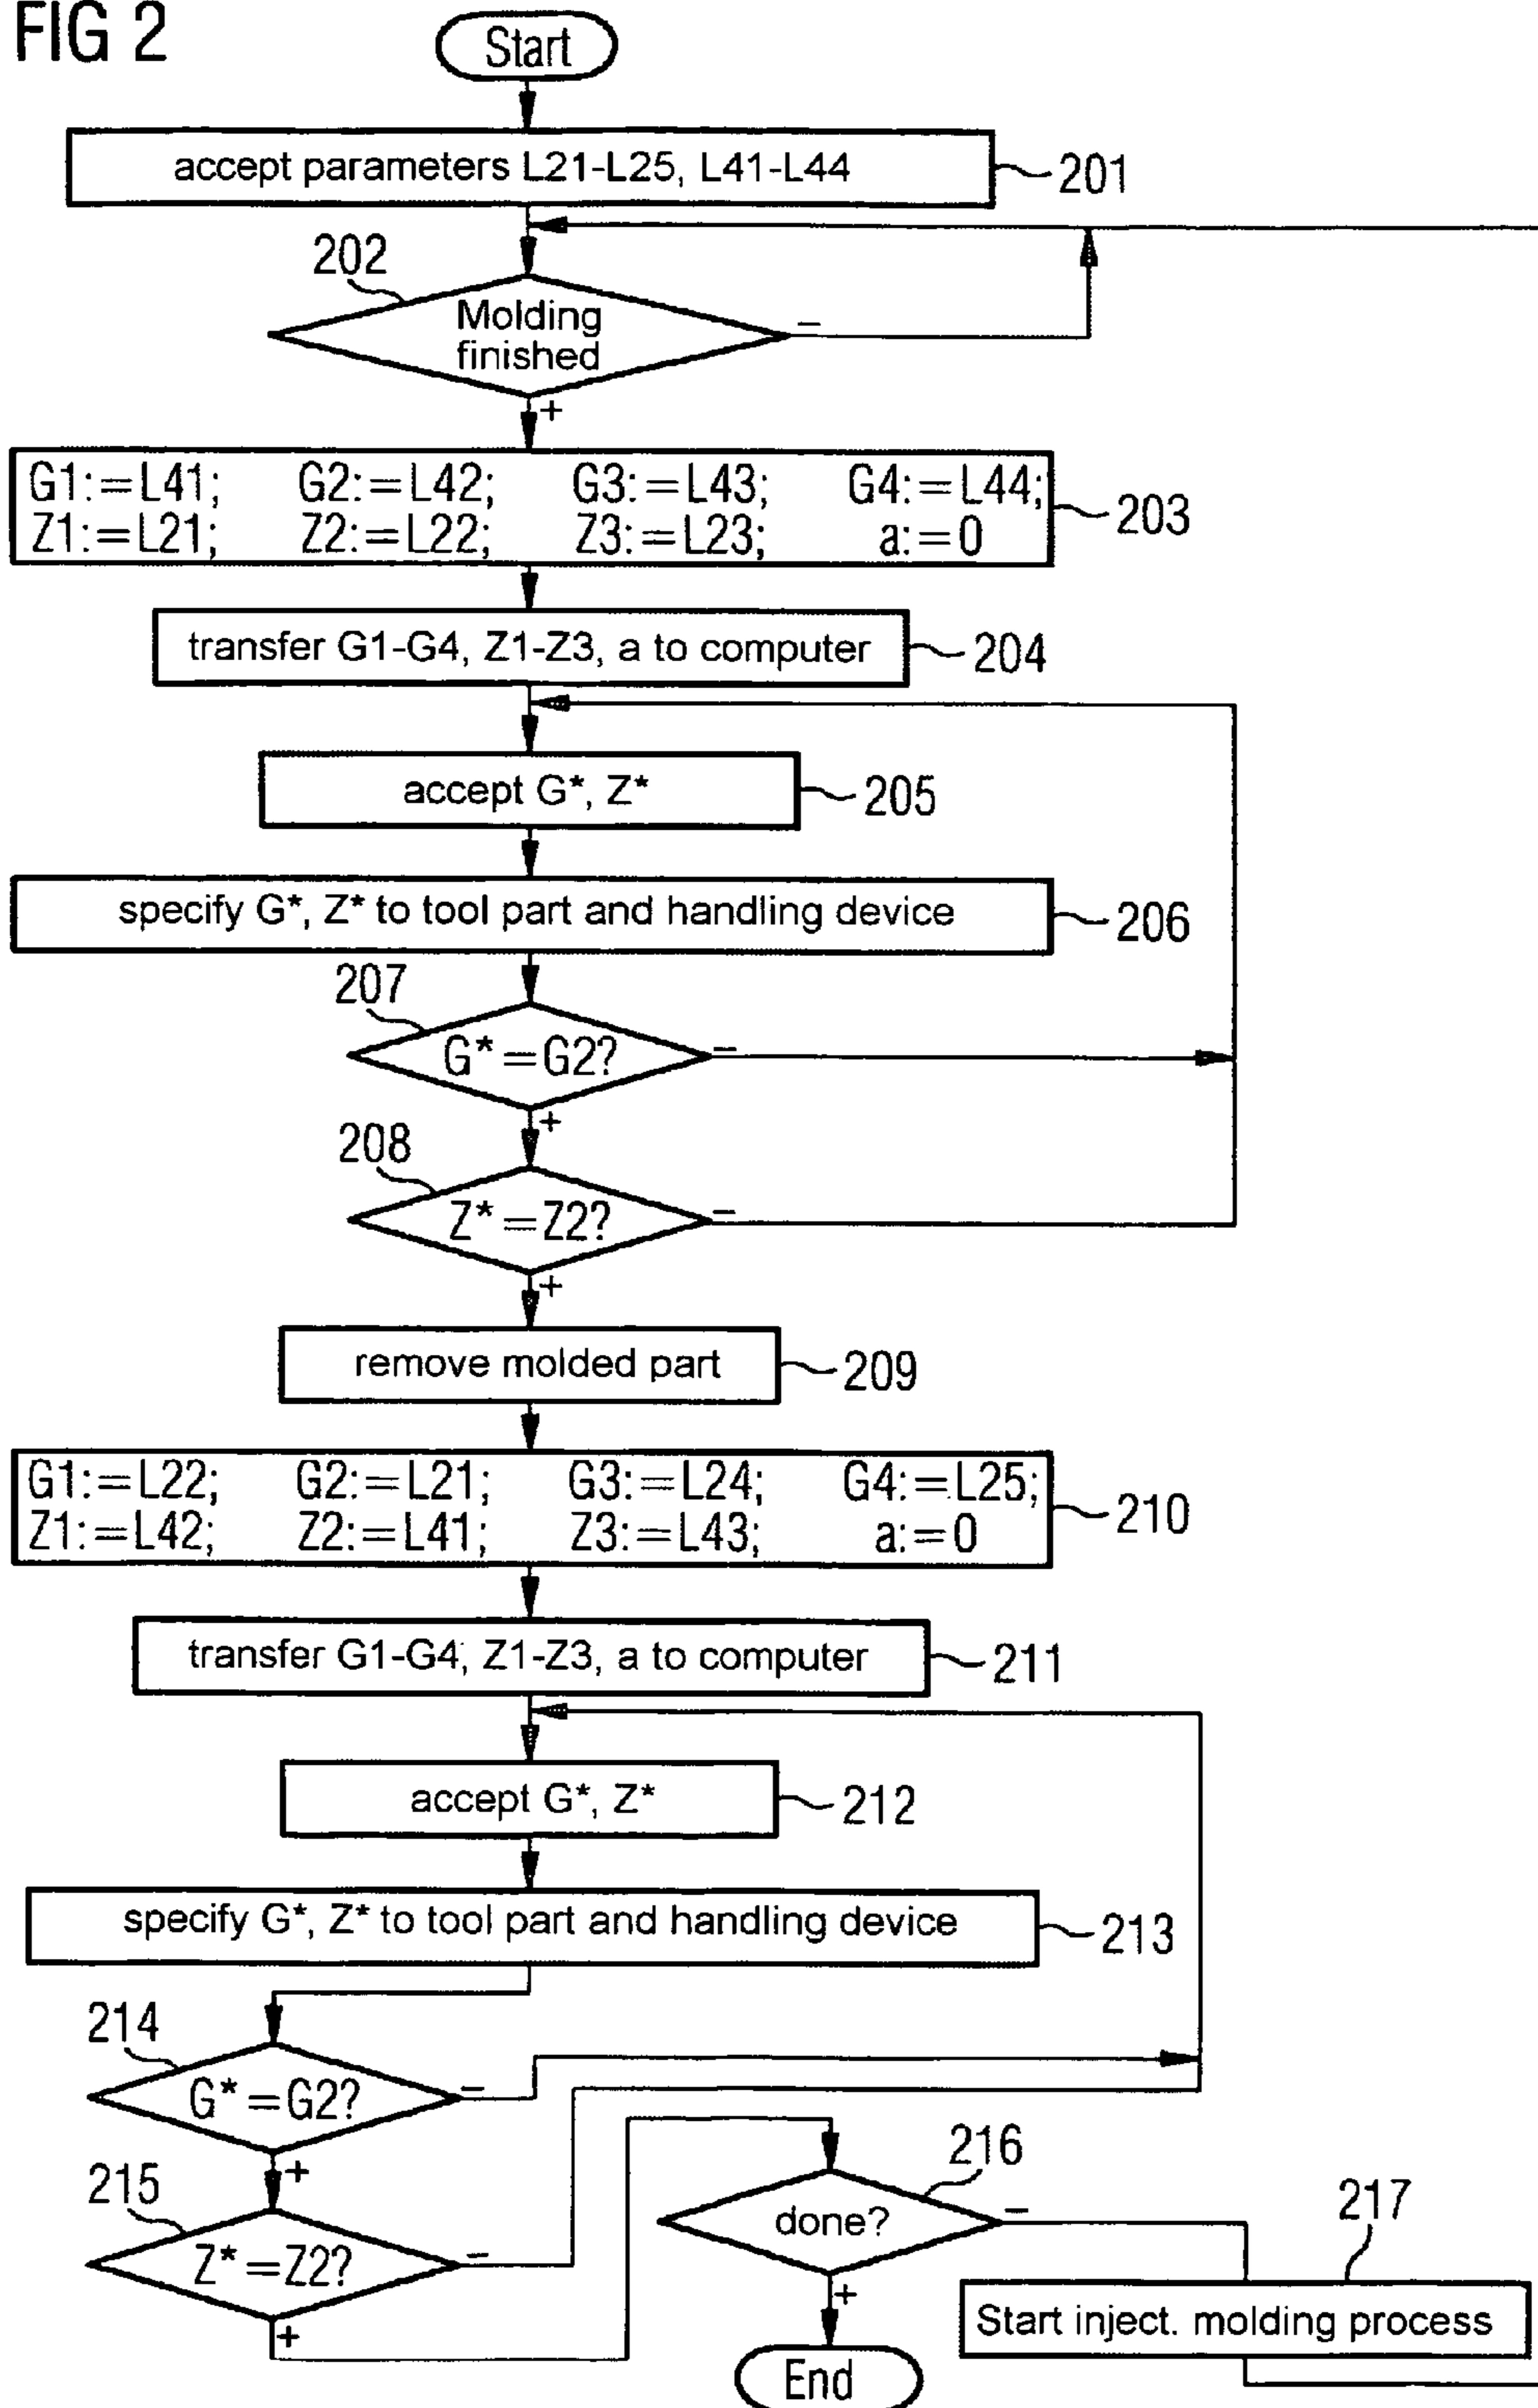 FIG 2
Start
accept parameters L21-L25, L41-L44
201
202
Molding
finished
−
+
G1:=L41; G2:=L42; G3:=L43; G4:=L44;
Z1:=L21; Z2:=L22; Z3:=L23; a:=0
203
transfer G1-G4, Z1-Z3, a to computer
204
accept G*, Z*
205
specify G*, Z* to tool part and handling device
206
207
G*=G2?
−
+
208
Z*=Z2?
−
+
remove molded part
209
G1:=L22; G2:=L21; G3:=L24; G4:=L25;
Z1:=L42; Z2:=L41; Z3:=L43; a:=0
210
transfer G1-G4, Z1-Z3, a to computer
211
accept G*, Z*
212
specify G*, Z* to tool part and handling device
213
214
G*=G2?
−
+
215
Z*=Z2?
−
+
216
done?
−
+
217
Start inject. molding process
End